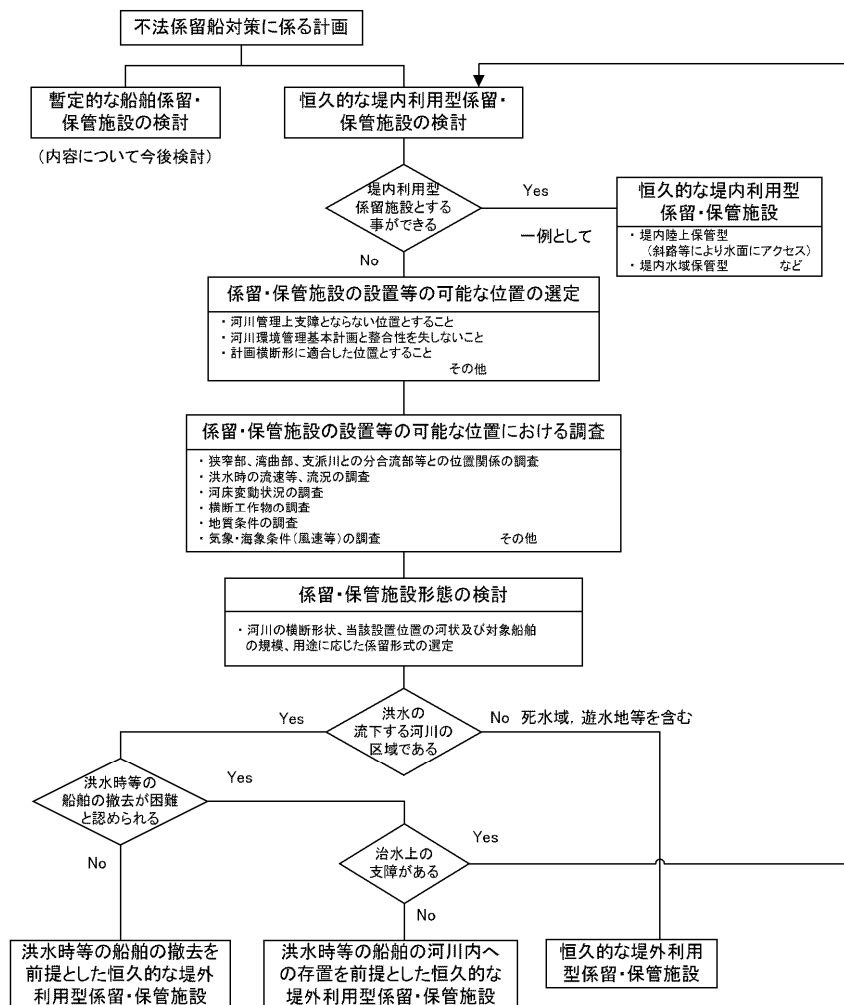 不法係留船対策に係る計画
暫定的な船舶係留・
保管施設の検討
(内容について今後検討)
恒久的な堤内利用型係留・
保管施設の検討
堤内利用型
係留施設とする
事ができる
Yes
一例として
恒久的な堤内利用型
係留・保管施設
・堤内陸上保管型
(斜路等により水面にアクセス)
・堤内水域保管型 など
No
係留・保管施設の設置等の可能な位置の選定
・河川管理上支障とならない位置とすること
・河川環境管理基本計画と整合性を失しないこと
・計画横断形に適合した位置とすること
その他
係留・保管施設の設置等の可能な位置における調査
・狭窄部、湾曲部、支派川との分合流部等との位置関係の調査
・洪水時の流速等、流況の調査
・河床変動状況の調査
・横断工作物の調査
・地質条件の調査
・気象・海象条件(風速等)の調査 その他
係留・保管施設形態の検討
・河川の横断形状、当該設置位置の河状及び対象船舶
の規模、用途に応じた係留形式の選定
洪水の
流下する河川の
区域である
Yes
No 死水域，遊水地等を含む
洪水時等の
船舶の撤去が困難
と認められる
Yes
No
治水上の
支障がある
Yes
No
洪水時等の船舶の撤去を
前提とした恒久的な堤外
利用型係留・保管施設
洪水時等の船舶の河川内へ
の存置を前提とした恒久的な
堤外利用型係留・保管施設
恒久的な堤外利用
型係留・保管施設